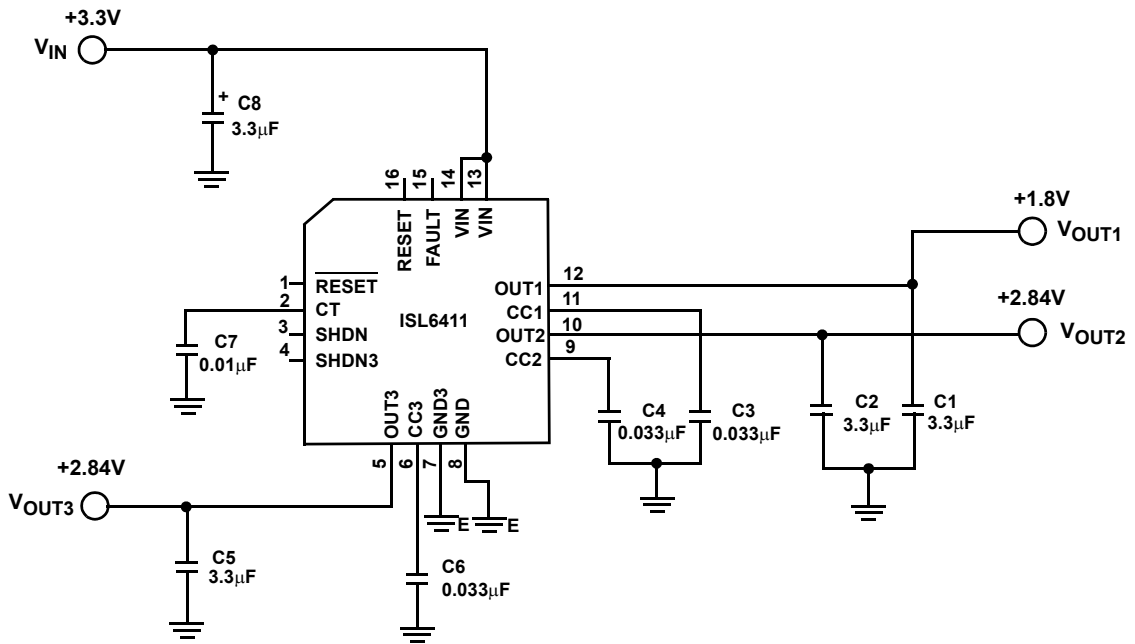 +3.3V
VIN
+
C8
3.3µF
16
15
14
13
RESET
FAULT
VIN
VIN
+1.8V
VOUT1
1
RESET
2
CT
3
SHDN
4
SHDN3
ISL6411
OUT1
12
CC1
11
OUT2
10
CC2
9
+2.84V
VOUT2
C7
0.01µF
OUT3
CC3
GND3
GND
5
6
7
8
C4
0.033µF
C3
0.033µF
C2
3.3µF
C1
3.3µF
+2.84V
VOUT3
E
E
C5
3.3µF
C6
0.033µF